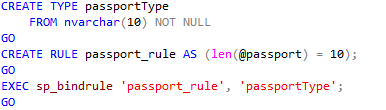 CREATE TYPE passportType
FROM nvarchar(10) NOT NULL
GO
CREATE RULE passport_rule AS (len(@passport) = 10);
GO
EXEC sp_bindrule 'passport_rule', 'passportType';
GO